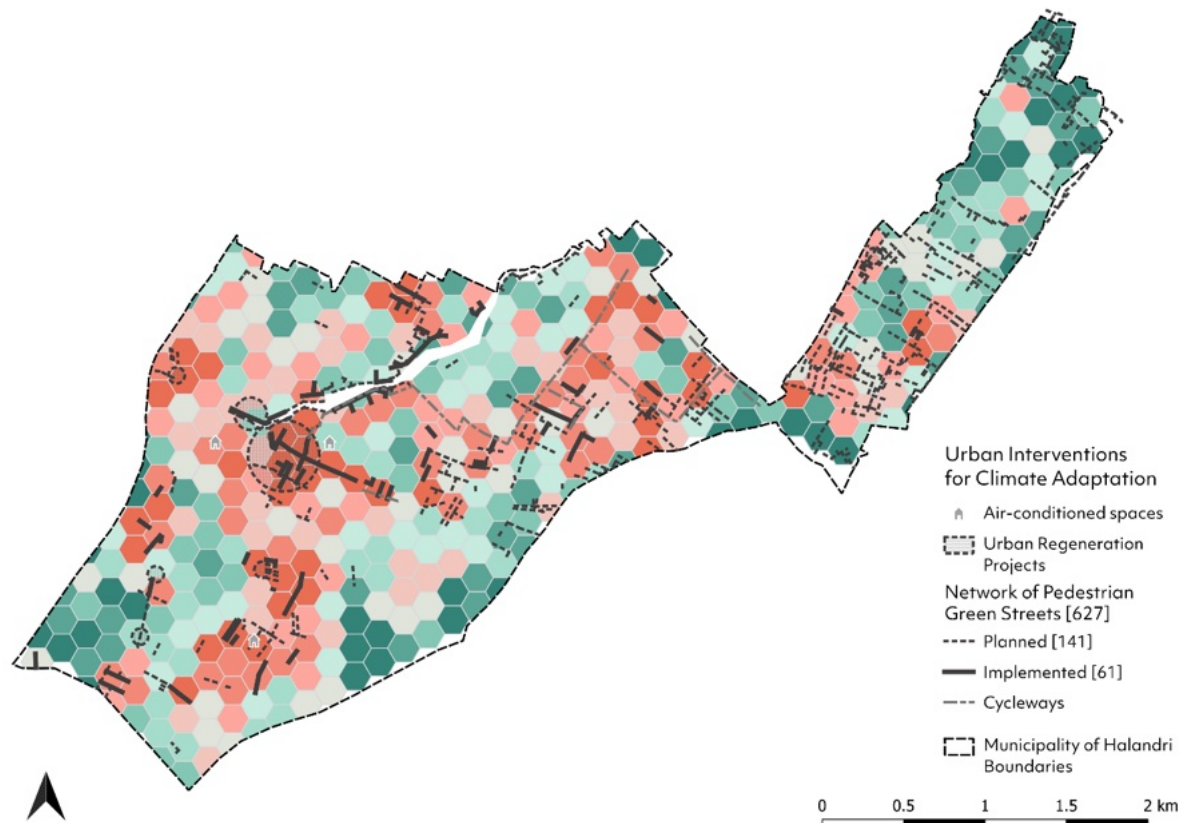 Urban Interventions
for Climate Adaptation
Air-conditioned spaces
Urban Regeneration
Projects
Network of Pedestrian
Green Streets [627]
Planned [141]
Implemented [61]
Cycleways
Municipality of Halandri
Boundaries
0 0.5 1 1.5 2 km